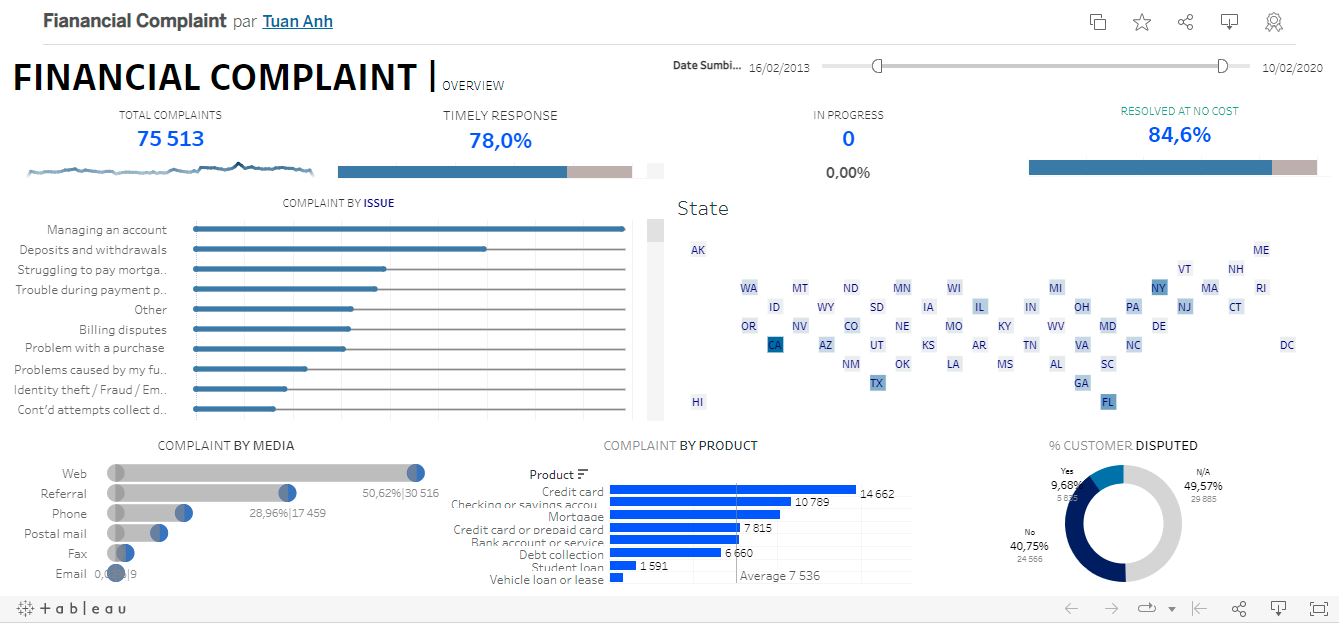 Fianancial Complaint par Tuan Anh
FINANCIAL COMPLAINT | OVERVIEW
Date Sumbi... 16/02/2013 10/02/2020
TOTAL COMPLAINTS
75 513
TIMELY RESPONSE
78,0%
IN PROGRESS
0
0,00%
RESOLVED AT NO COST
84,6%
COMPLAINT BY ISSUE
Managing an account
Deposits and withdrawals
Struggling to pay mortga..
Trouble during payment p..
Other
Billing disputes
Problem with a purchase
Problems caused by my fu..
Identity theft / Fraud / Em..
Cont'd attempts collect d..
State
AK ME
VT NH
WA MT ND MN WI MI NY MA RI
ID WY SD IA IL IN OH PA NJ CT
OR NV CO NE MO KY WV MD DE
CA AZ UT KS AR TN VA NC DC
NM OK LA MS AL SC
TX GA
HI FL
COMPLAINT BY MEDIA
Web
50,62%|30 516
Referral
28,96%|17 459
Phone
Postal mail
Fax
Email
COMPLAINT BY PRODUCT
Product
Credit card 14 662
Checking or savings accou.. 10 789
Mortgage
Credit card or prepaid card 7 815
Bank account or service
Debt collection 6 660
Student loan 1 591
Vehicle loan or lease
Average 7 536
% CUSTOMER DISPUTED
Yes
9,68%
N/A
49,57%
29 885
No
40,75%
24 566
+ a b l e a u